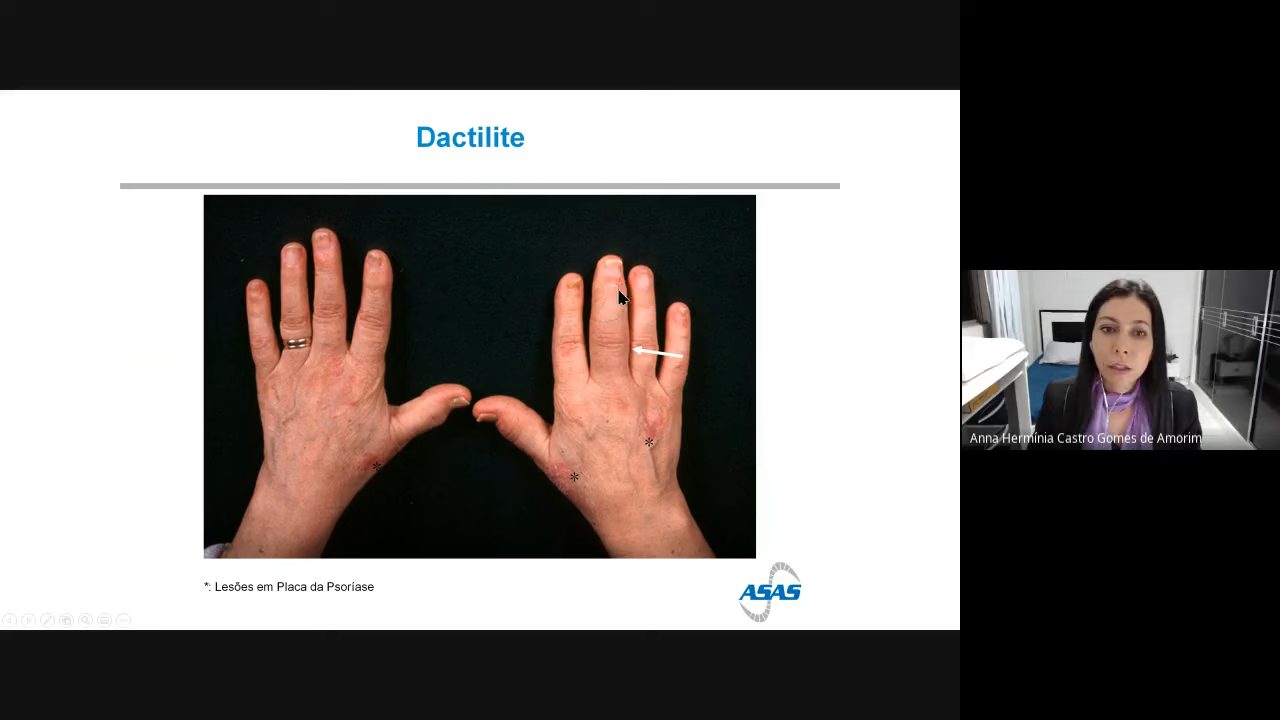 Dactilite
*
*
*
*: Lesões em Placa da Psoríase
ASAS
Anna Hermínia Castro Gomes de Amorim